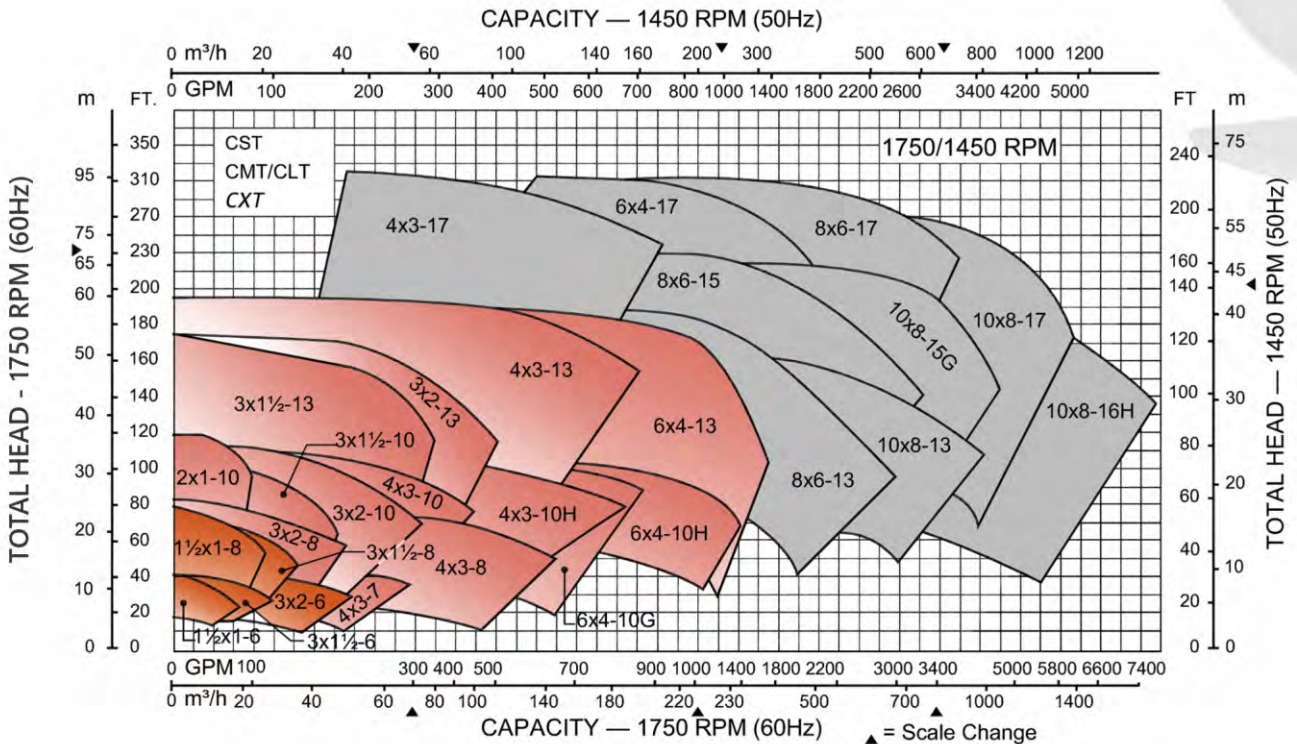 CAPACITY — 1450 RPM (50Hz)
0 m³/h 20 40 60 100 140 160 200 300 500 600 800 1000 1200
0 GPM 100 200 300 400 500 600 700 800 1000 1400 1800 2200 2600 3400 4200 5000
m FT. FT m
TOTAL HEAD - 1750 RPM (60Hz)
95
75
65
60
50
40
30
20
10
0
350
310
270
230
200
180
160
140
120
100
80
60
40
20
0
CST
CMT/CLT
CXT
1750/1450 RPM
4x3-17
6x4-17
8x6-17
8x6-15
10x8-15G
10x8-17
4x3-13
3x2-13
3x1½-13
3x1½-10
6x4-13
10x8-16H
10x8-13
8x6-13
2x1-10
4x3-10
3x2-10
4x3-10H
6x4-10H
3x2-8
1½x1-8
3x1½-8
4x3-8
3x2-6
4x3-7
6x4-10G
1½x1-6
3x1½-6
240
200
160
140
120
100
80
60
40
20
0
75
55
45
40
30
20
10
0
TOTAL HEAD — 1450 RPM (50Hz)
0 GPM 100 300 400 500 700 900 1000 1400 1800 2200 3000 3400 5000 5800 6600 7400
0 m³/h 20 40 60 80 100 140 180 220 230 500 700 1000 1400
CAPACITY — 1750 RPM (60Hz)
▲ = Scale Change